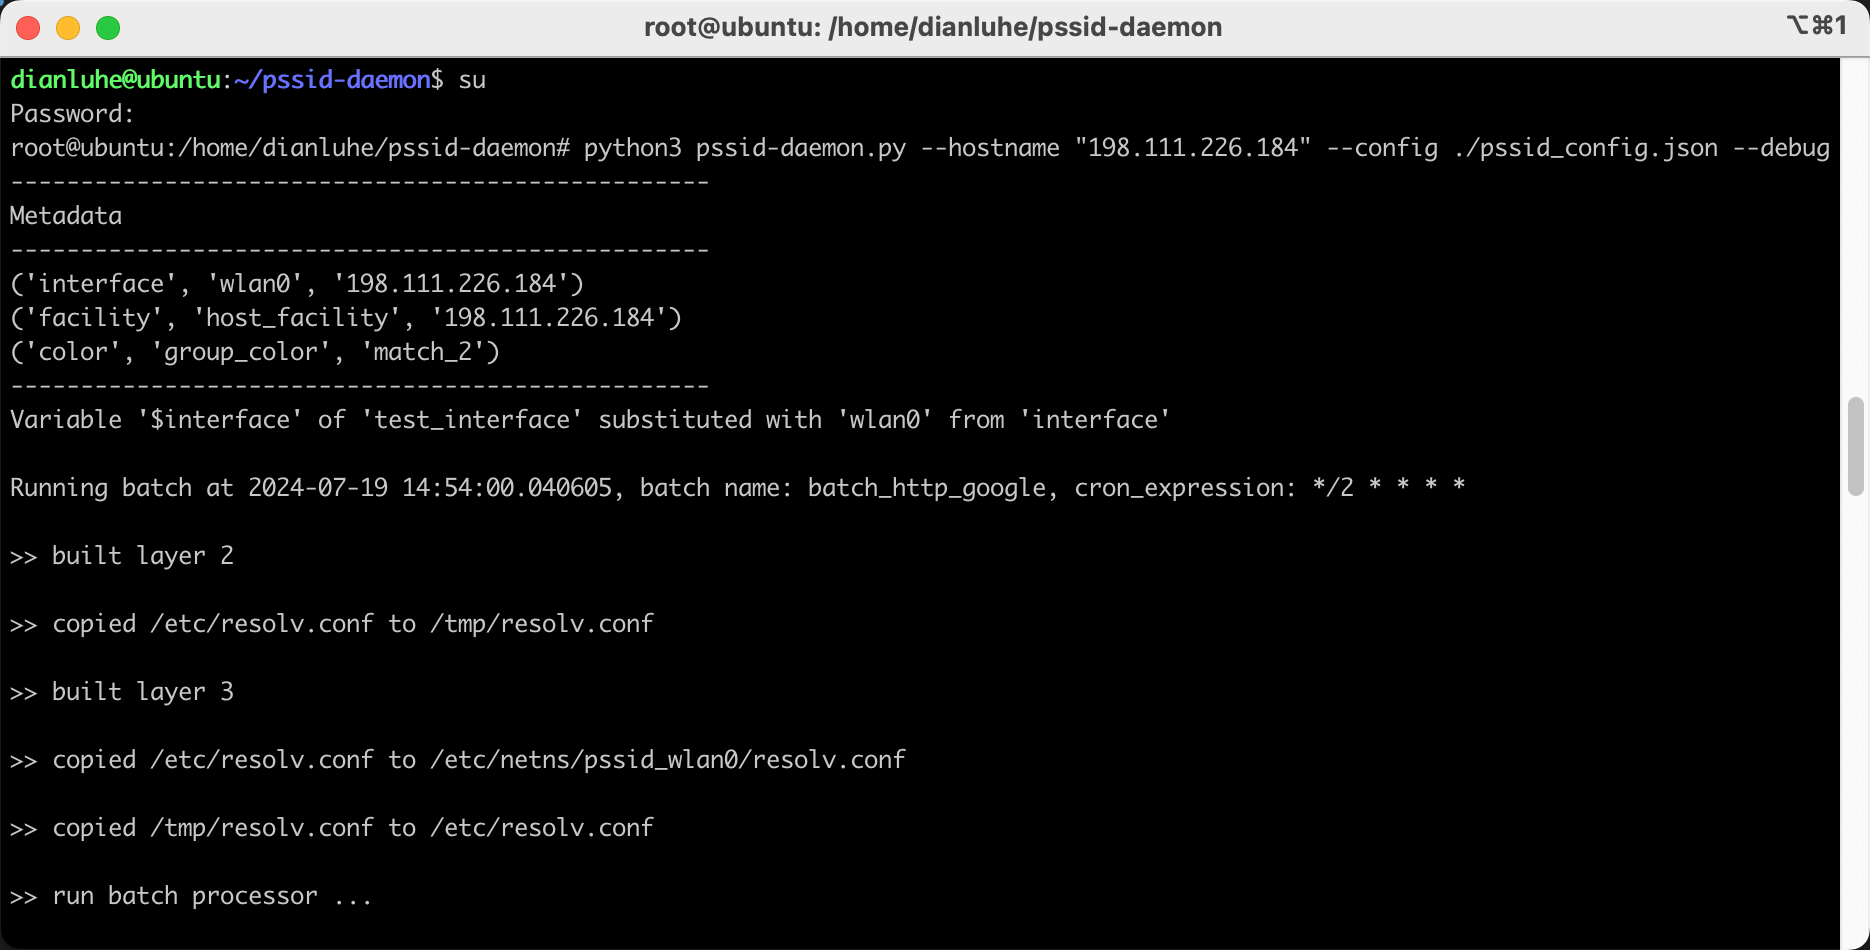 root@ubuntu: /home/dianluhe/pssid-daemon
⌥⌘1
dianluhe@ubuntu:~/pssid-daemon$ su
Password:
root@ubuntu:/home/dianluhe/pssid-daemon# python3 pssid-daemon.py --hostname "198.111.226.184" --config ./pssid_config.json --debug
--------------------------------------------------
Metadata
--------------------------------------------------
('interface', 'wlan0', '198.111.226.184')
('facility', 'host_facility', '198.111.226.184')
('color', 'group_color', 'match_2')
--------------------------------------------------
Variable '$interface' of 'test_interface' substituted with 'wlan0' from 'interface'
Running batch at 2024-07-19 14:54:00.040605, batch name: batch_http_google, cron_expression: */2 * * * *
>> built layer 2
>> copied /etc/resolv.conf to /tmp/resolv.conf
>> built layer 3
>> copied /etc/resolv.conf to /etc/netns/pssid_wlan0/resolv.conf
>> copied /tmp/resolv.conf to /etc/resolv.conf
>> run batch processor ...